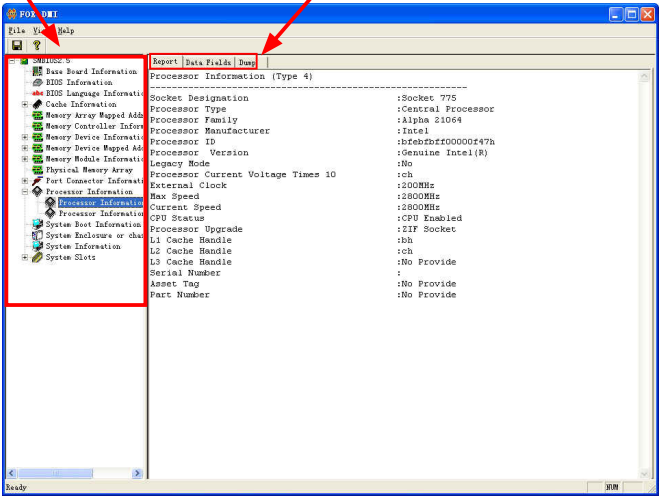 FOX DMI
File View Help
SMBIOS2.5
Base Board Information
BIOS Information
BIOS Language Informatio
Cache Information
Memory Array Mapped Add
Memory Controller Inform
Memory Device Informatio
Memory Device Mapped Add
Memory Module Informatio
Physical Memory Array
Port Connector Informati
Processor Information
Processor Information
Processor Information
System Boot Information
System Enclosure or chas
System Information
System Slots
Report Data Fields Dump
Processor Information (Type 4)
Socket Designation :Socket 775
Processor Type :Central Processor
Processor Family :Alpha 21064
Processor Manufacturer :Intel
Processor ID :bfebfbff00000f47h
Processor Version :Genuine Intel(R)
Legacy Mode :No
Processor Current Voltage Times 10 :ch
External Clock :200MHz
Max Speed :2800MHz
Current Speed :2800MHz
CPU Status :CPU Enabled
Processor Upgrade :ZIF Socket
L1 Cache Handle :bh
L2 Cache Handle :ch
L3 Cache Handle :No Provide
Serial Number :
Asset Tag :No Provide
Part Number :No Provide
Ready NUM